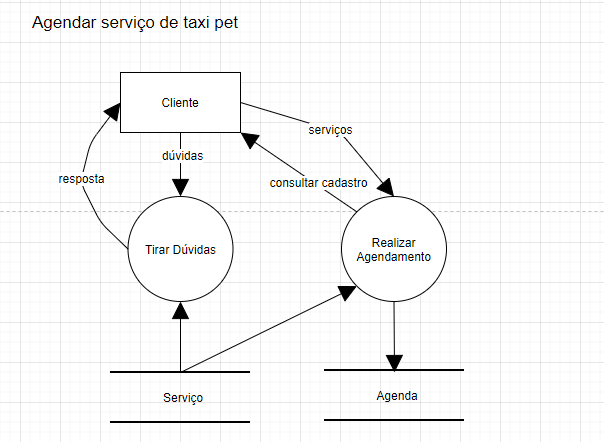 Agendar serviço de taxi pet
Cliente
serviços
dúvidas
resposta
consultar cadastro
Tirar Dúvidas
Realizar
Agendamento
Serviço
Agenda